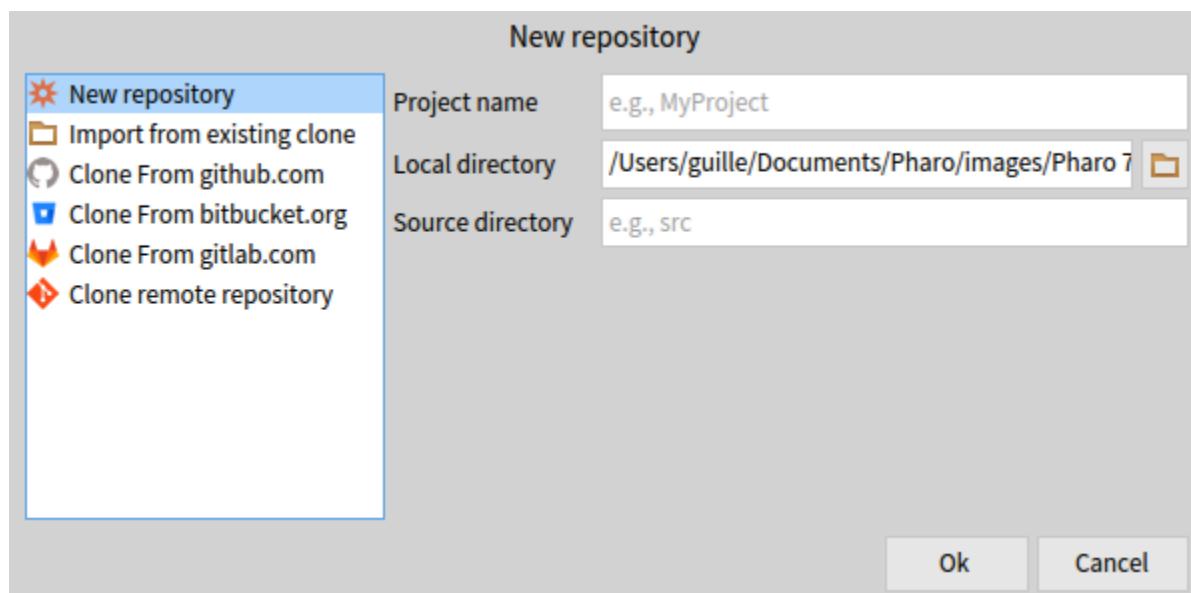 New repository
New repository
Import from existing clone
Clone From github.com
Clone From bitbucket.org
Clone From gitlab.com
Clone remote repository
Project name e.g., MyProject
Local directory /Users/guille/Documents/Pharo/images/Pharo 7
Source directory e.g., src
Ok Cancel